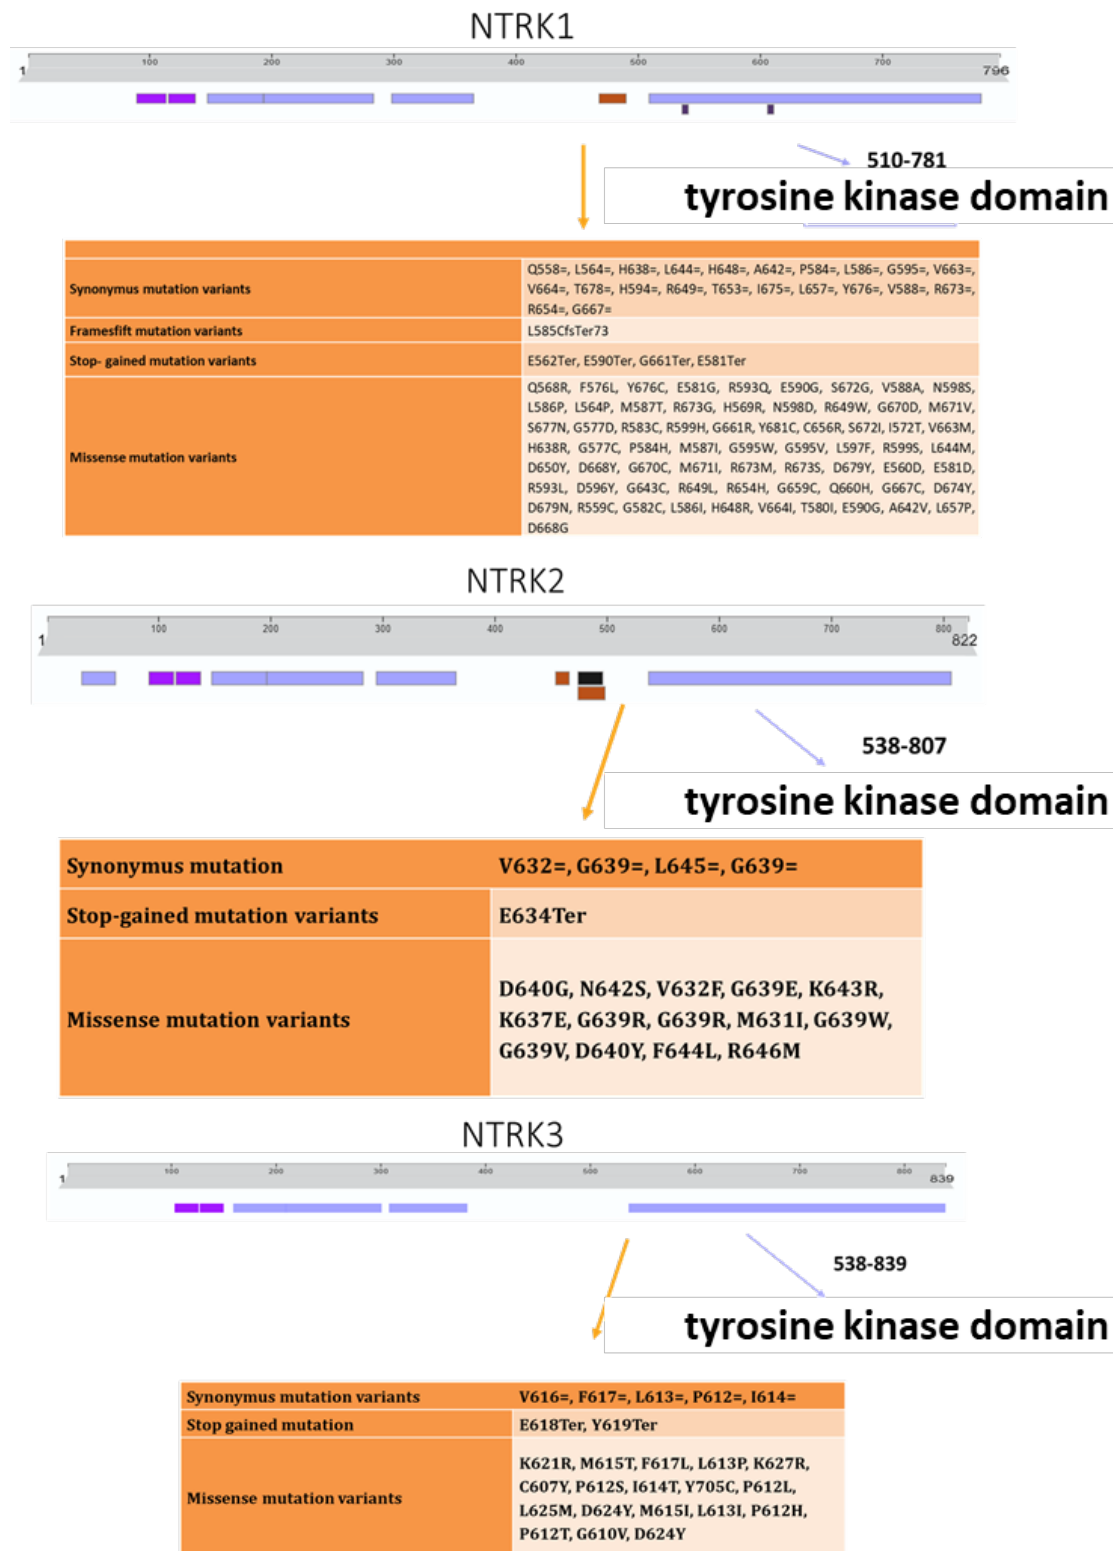 NTRK1
100 200 300 400 500 600 700
1 796
510-781
tyrosine kinase domain
Synonymus mutation variants
Q558=, L564=, H638=, L644=, H648=, A642=, P584=, L586=, G595=, V663=,
V664=, T678=, H594=, R649=, T653=, I675=, L657=, Y676=, V588=, R673=,
R654=, G667=
Framesfift mutation variants
L585CfsTer73
Stop- gained mutation variants
E562Ter, E590Ter, G661Ter, E581Ter
Missense mutation variants
Q568R, F576L, Y676C, E581G, R593Q, E590G, S672G, V588A, N598S,
L586P, L564P, M587T, R673G, H569R, N598D, R649W, G670D, M671V,
S677N, G577D, R583C, R599H, G661R, Y681C, C656R, S672I, I572T, V663M,
H638R, G577C, P584H, M587I, G595W, G595V, L597F, R599S, L644M,
D650Y, D668Y, G670C, M671I, R673M, R673S, D679Y, E560D, E581D,
R593L, D596Y, G643C, R649L, R654H, G659C, Q660H, G667C, D674Y,
D679N, R559C, G582C, L586I, H648R, V664I, T580I, E590G, A642V, L657P,
D668G
NTRK2
100 200 300 400 500 600 700 800
1 822
538-807
tyrosine kinase domain
Synonymus mutation
V632=, G639=, L645=, G639=
Stop-gained mutation variants
E634Ter
Missense mutation variants
D640G, N642S, V632F, G639E, K643R,
K637E, G639R, G639R, M631I, G639W,
G639V, D640Y, F644L, R646M
NTRK3
100 200 300 400 500 600 700 800
1 839
538-839
tyrosine kinase domain
Synonymus mutation variants
V616=, F617=, L613=, P612=, I614=
Stop gained mutation
E618Ter, Y619Ter
Missense mutation variants
K621R, M615T, F617L, L613P, K627R,
C607Y, P612S, I614T, Y705C, P612L,
L625M, D624Y, M615I, L613I, P612H,
P612T, G610V, D624Y